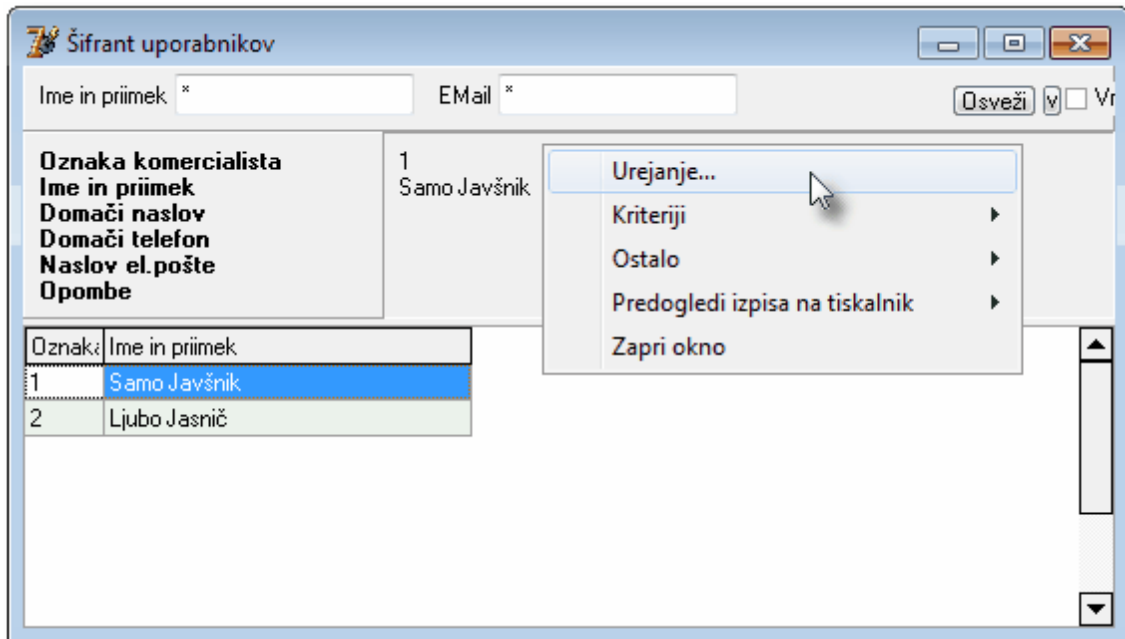 Šifrant uporabnikov
Ime in priimek * EMail * Osveži v
Oznaka komercialista
Ime in priimek
Domači naslov
Domači telefon
Naslov el.pošte
Opombe
1
Samo Javšnik
Urejanje...
Kriteriji
Ostalo
Predogledi izpisa na tiskalnik
Zapri okno
Ime in priimek
1 Samo Javšnik
2 Ljubo Jasnič